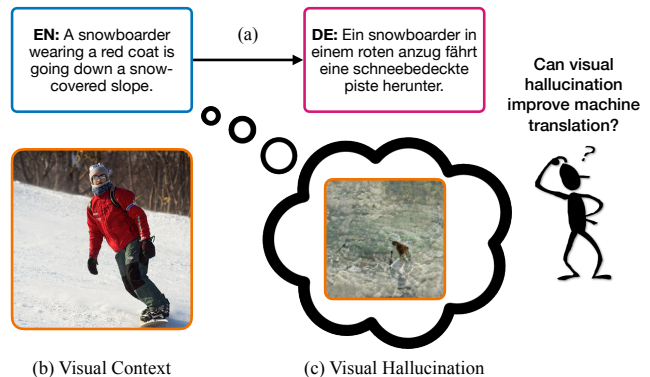 EN: A snowboarder
wearing a red coat is
going down a snow-
covered slope.
(a)
DE: Ein snowboarder in
einem roten anzug fährt
eine schneebedeckte
piste herunter.
Can visual
hallucination
improve machine
translation?
?
(b) Visual Context
(c) Visual Hallucination